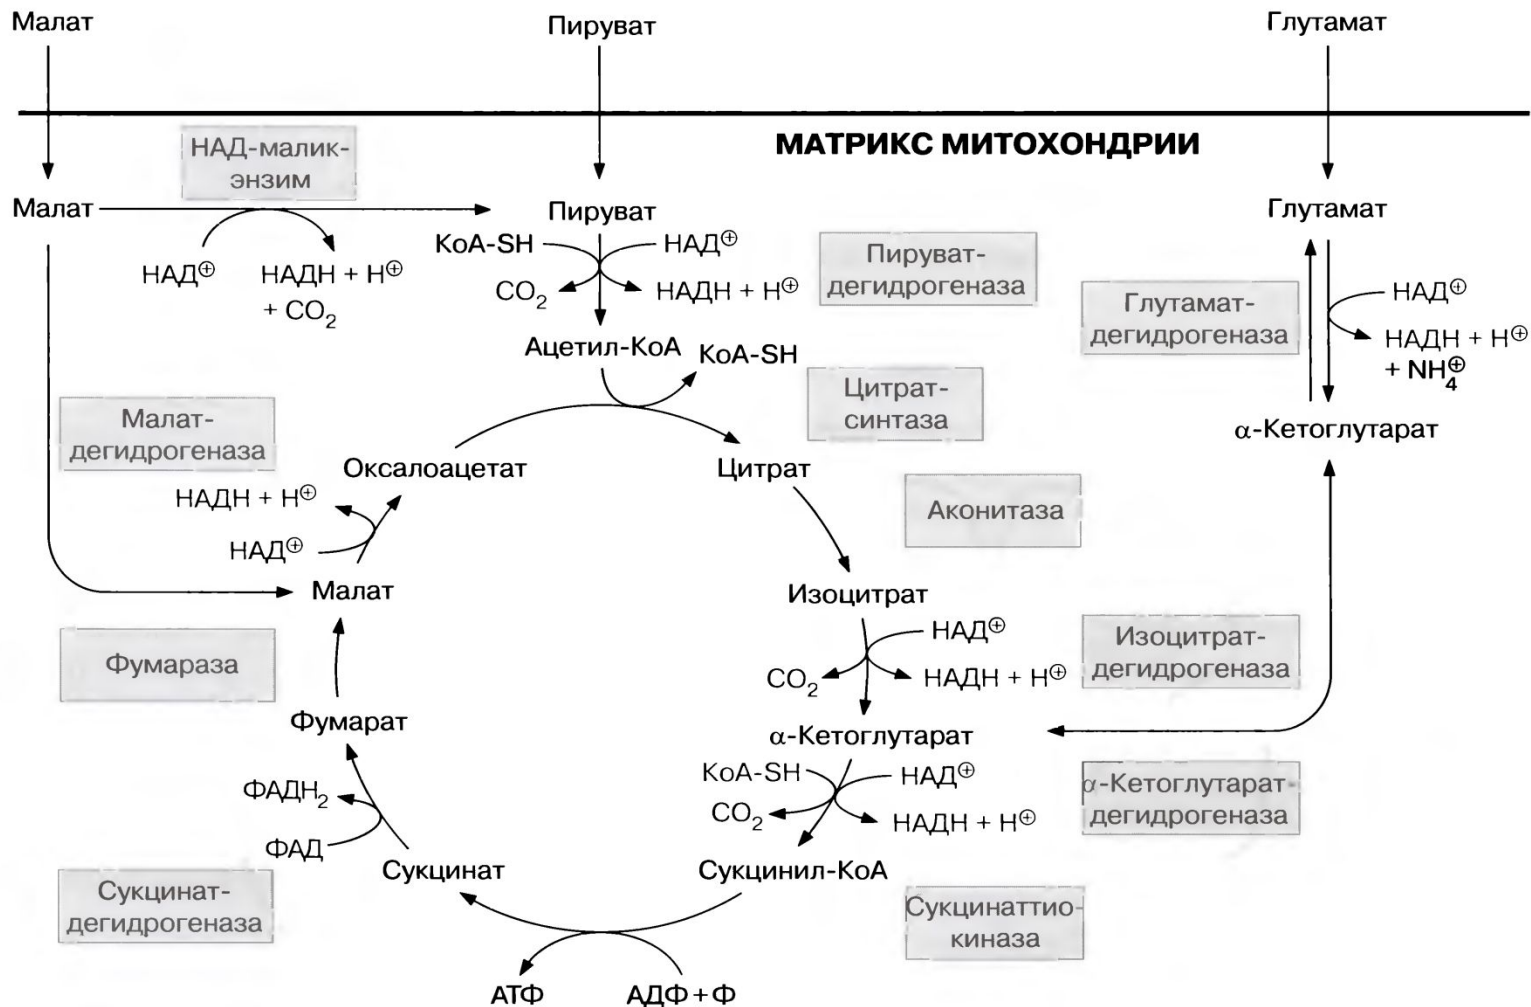 Малат
Пируват
Глутамат
МАТРИКС МИТОХОНДРИИ
НАД-малик-
энзим
Малат
Пируват
Глутамат
НАД⊕
НАДН + Н⊕
+ CO₂
КоА-SH
НАД⊕
CO₂
НАДН + Н⊕
Пируват-
дегидрогеназа
Глутамат-
дегидрогеназа
НАД⊕
НАДН + Н⊕
+ NH₄⊕
Ацетил-КоА
КоА-SH
Цитрат-
синтаза
α-Кетоглутарат
Малат-
дегидрогеназа
Оксалоацетат
Цитрат
НАДН + Н⊕
НАД⊕
Аконитаза
Малат
Изоцитрат
НАД⊕
CO₂
НАДН + Н⊕
Изоцитрат-
дегидрогеназа
Фумараза
Фумарат
α-Кетоглутарат
КоА-SH
НАД⊕
CO₂
НАДН + Н⊕
α-Кетоглутарат-
дегидрогеназа
ФАДН₂
ФАД
Сукцинат
Сукцинил-КоА
Сукцинат-
дегидрогеназа
Сукцинаттио-
киназа
АТФ
АДФ + Ф